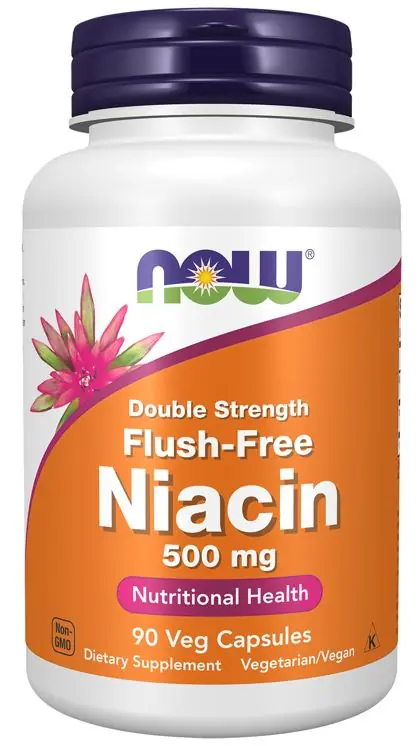 NOW®
Double Strength
Flush-Free
Niacin
500 mg
Nutritional Health
90 Veg Capsules
Non-
GMO
Dietary Supplement Vegetarian/Vegan
K